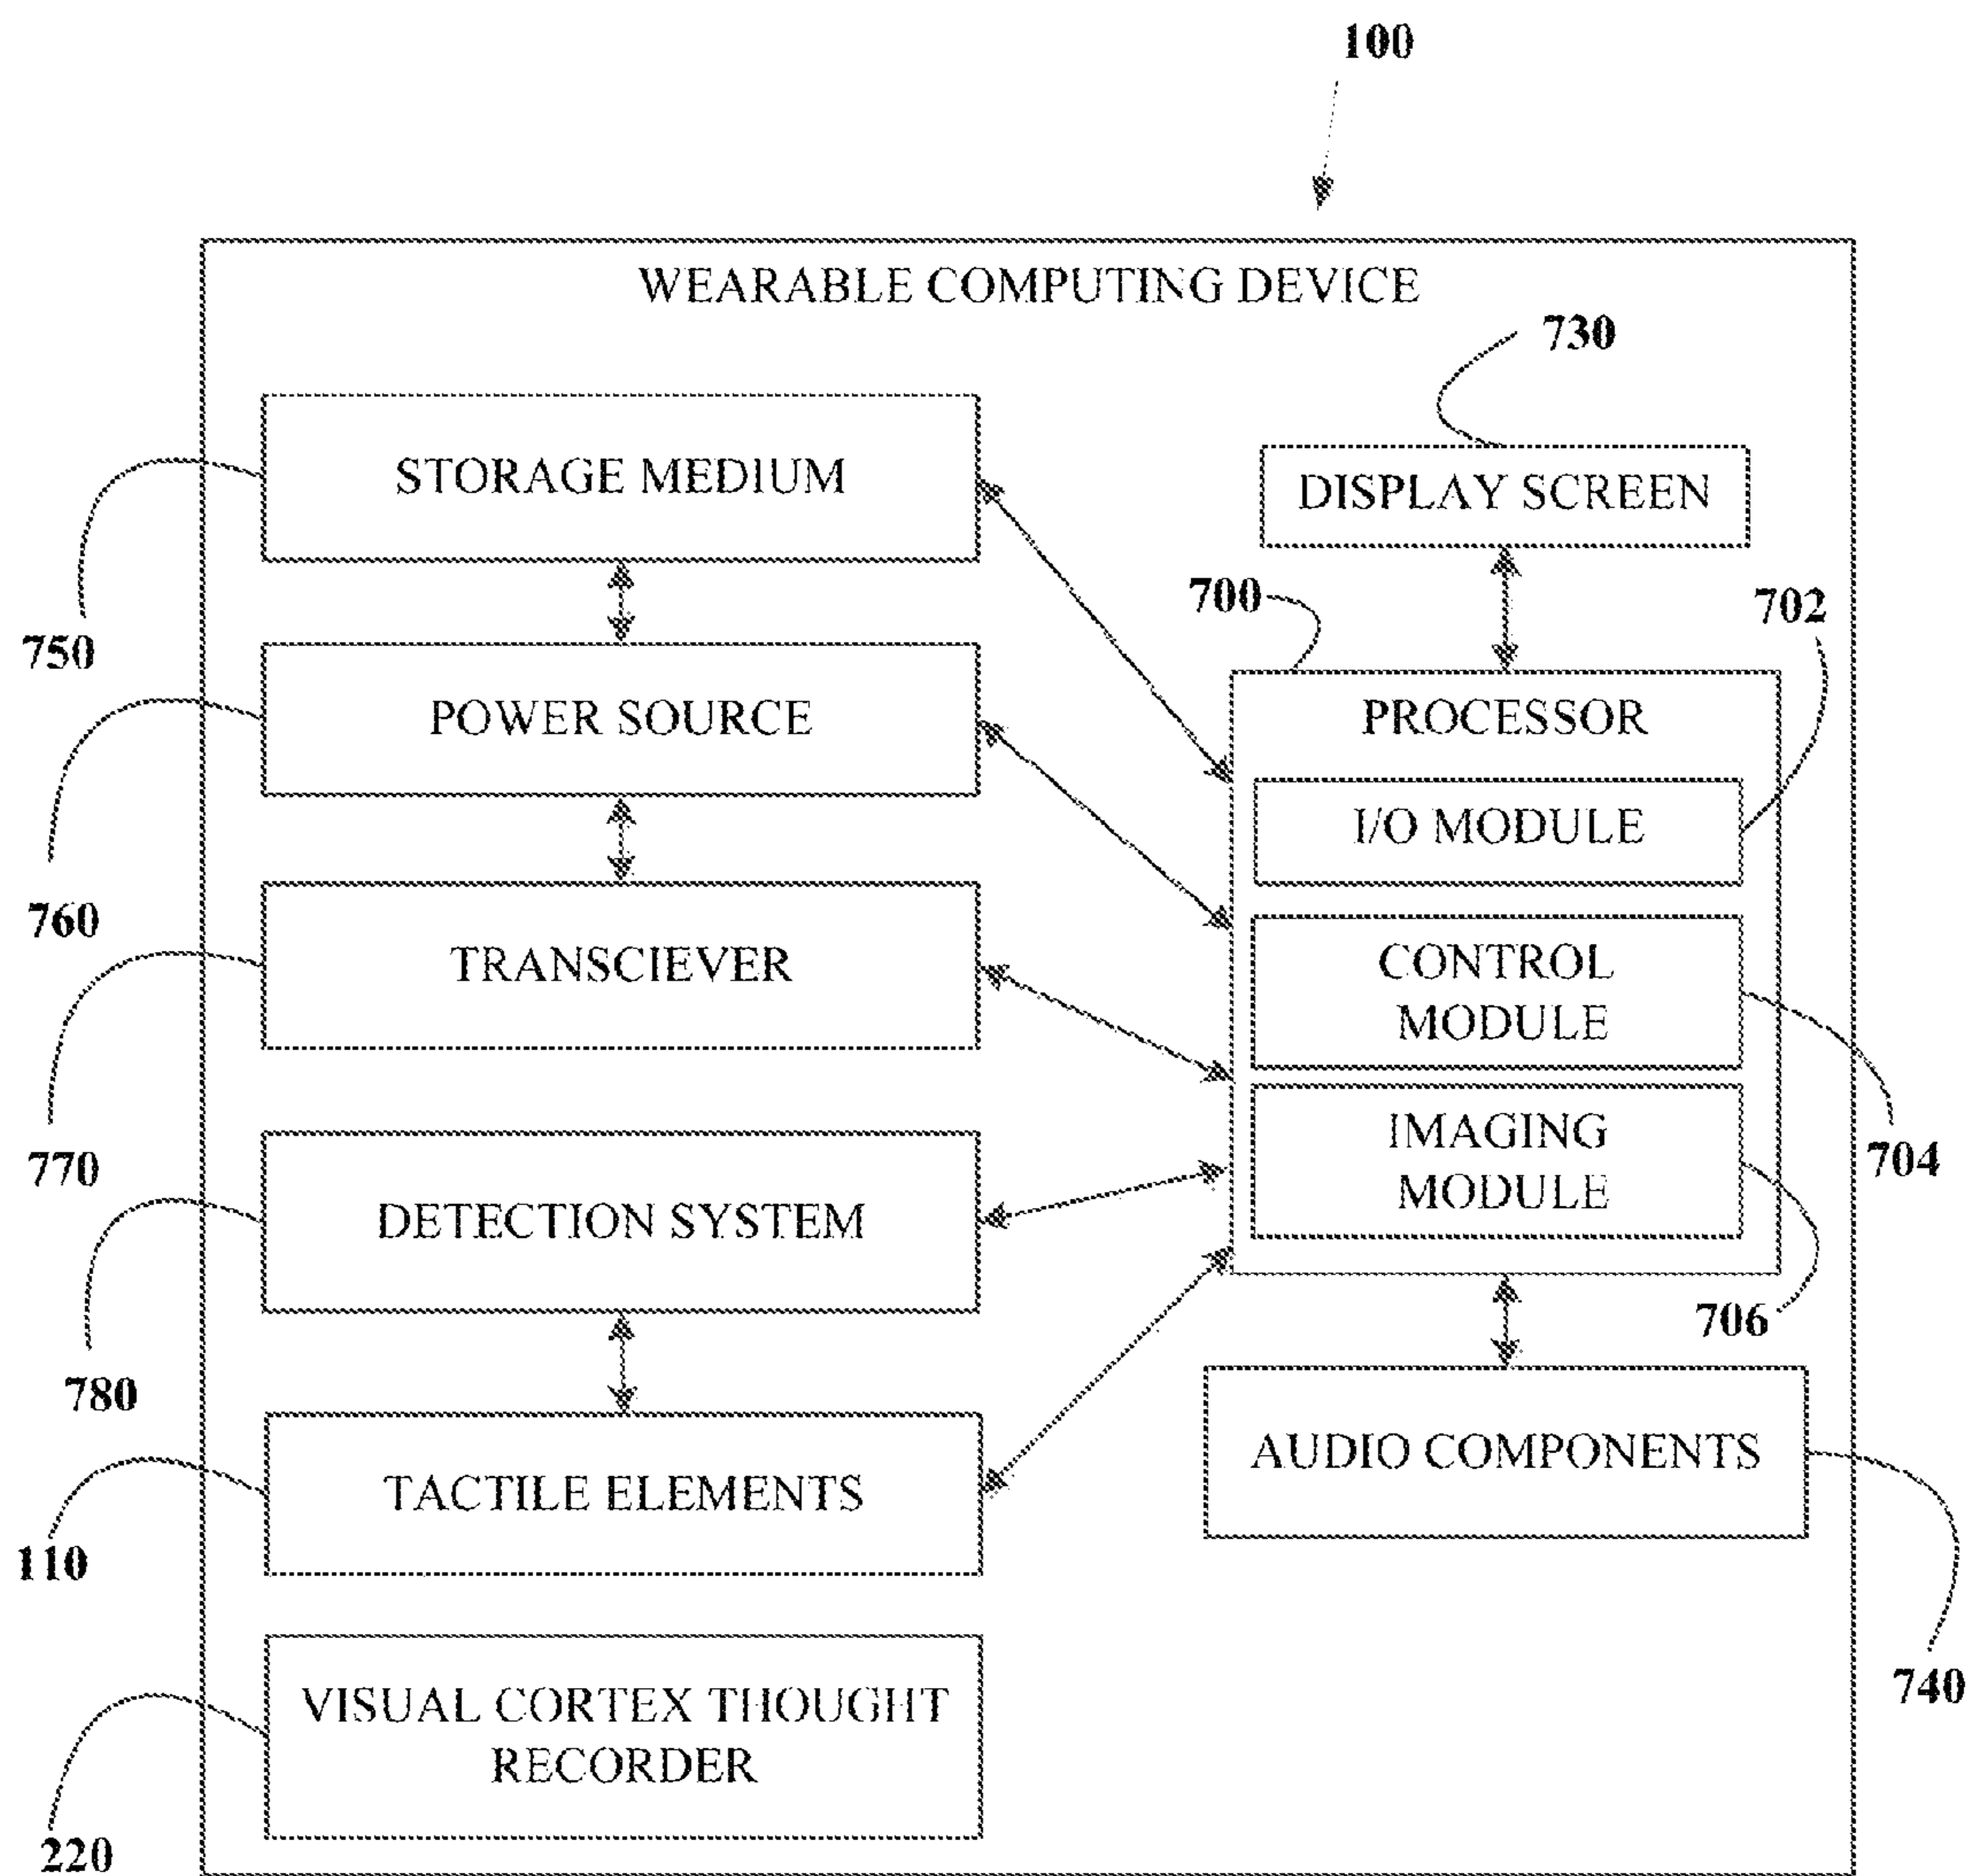 100
WEARABLE COMPUTING DEVICE
730
STORAGE MEDIUM
DISPLAY SCREEN
750
700
702
POWER SOURCE
PROCESSOR
I/O MODULE
760
TRANSCIEVER
CONTROL
MODULE
770
704
DETECTION SYSTEM
IMAGING
MODULE
780
706
TACTILE ELEMENTS
AUDIO COMPONENTS
110
740
VISUAL CORTEX THOUGHT
RECORDER
220